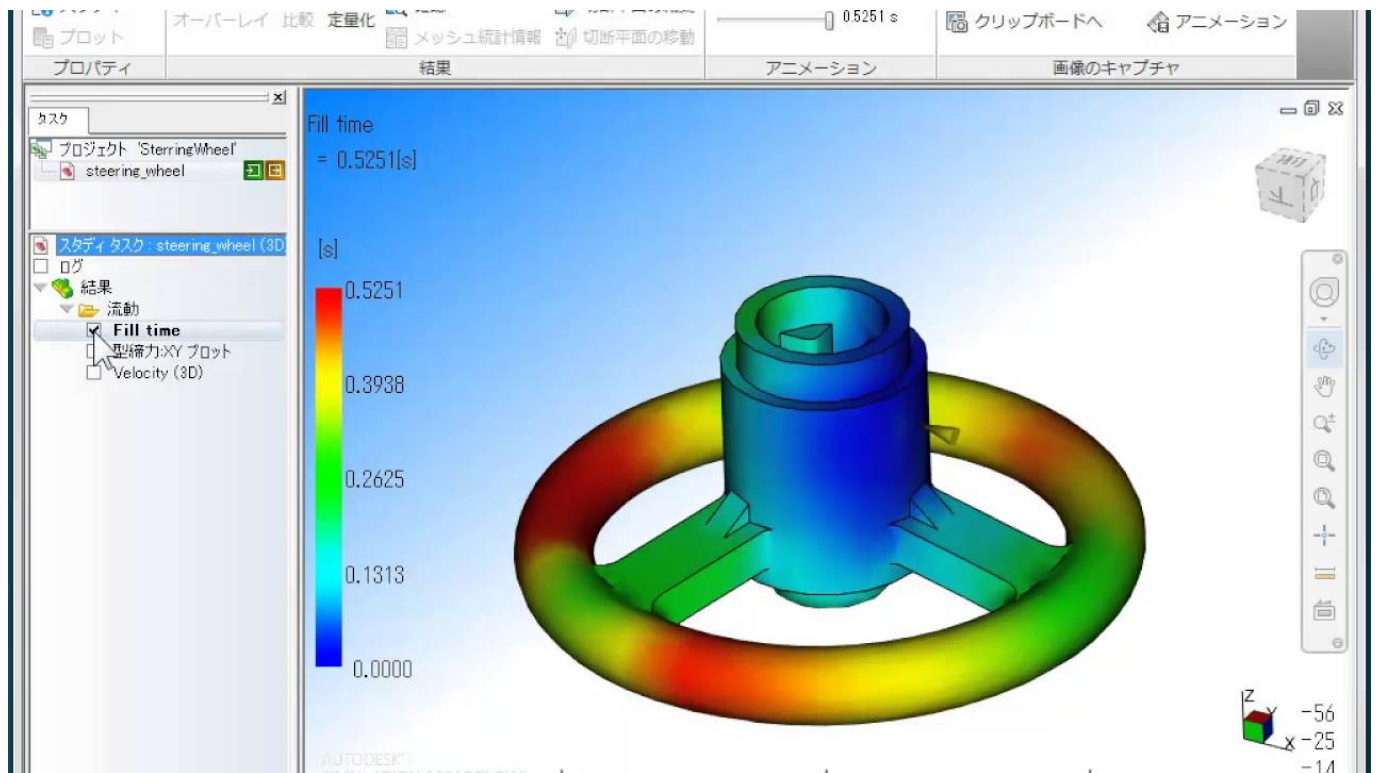 オーバーレイ 比較 定量化
0.5251 s
クリップボードへ
アニメーション
プロット
メッシュ統計情報
切断平面の移動
プロパティ
結果
アニメーション
画像のキャプチャ
タスク
プロジェクト 'SterringWheel'
steering_wheel
スタディ タスク : steering_wheel (3D
ログ
結果
流動
Fill time
型締力:XY プロット
Velocity (3D)
Fill time
= 0.5251[s]
[s]
0.5251
0.3938
0.2625
0.1313
0.0000
AUTODESK
Z
Y
X
-56
-25
-14